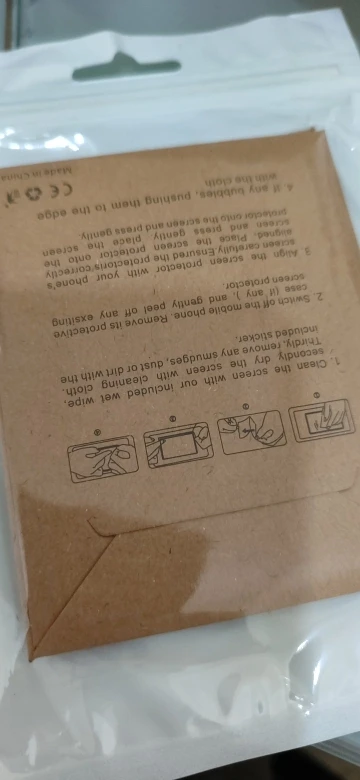 1. Clean the screen with our included wet wipe,
secondly dry the screen with cleaning cloth.
Thirdly, remove any smudges, dust or dirt with the
included sticker.
2. Switch off the mobile phone. Remove its protective
case (if any ), and gently peel off any exsiting
screen protector.
3. Align the screen protector with your phone's
screen carefully. Ensured the protection's correctly
aligned. Place the screen protector onto the
screen and press gently place the screen
protector onto the screen and press gently.
4. If any bubbles, pushing them to the edge
with the cloth
CE
Made in China